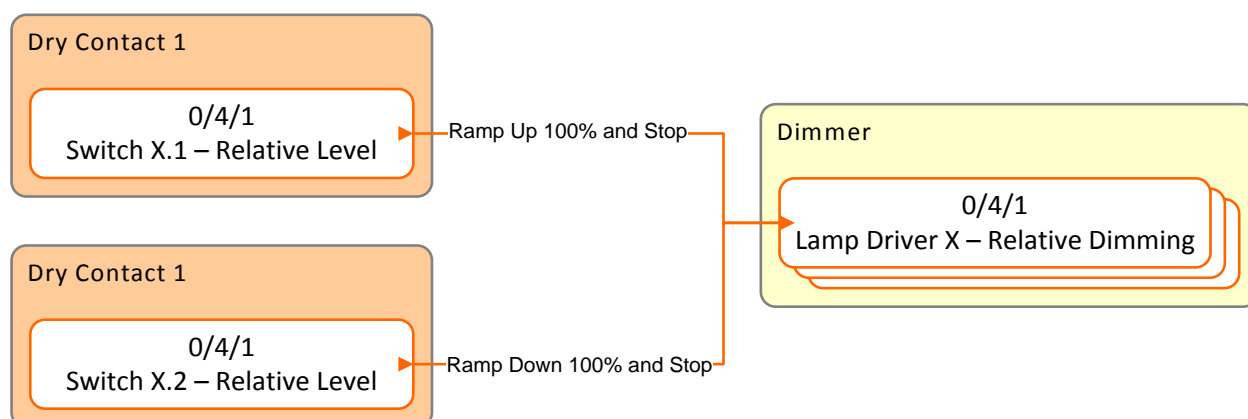 Dry Contact 1
0/4/1
Switch X.1 – Relative Level
Ramp Up 100% and Stop
Dimmer
0/4/1
Lamp Driver X – Relative Dimming
Dry Contact 1
0/4/1
Switch X.2 – Relative Level
Ramp Down 100% and Stop